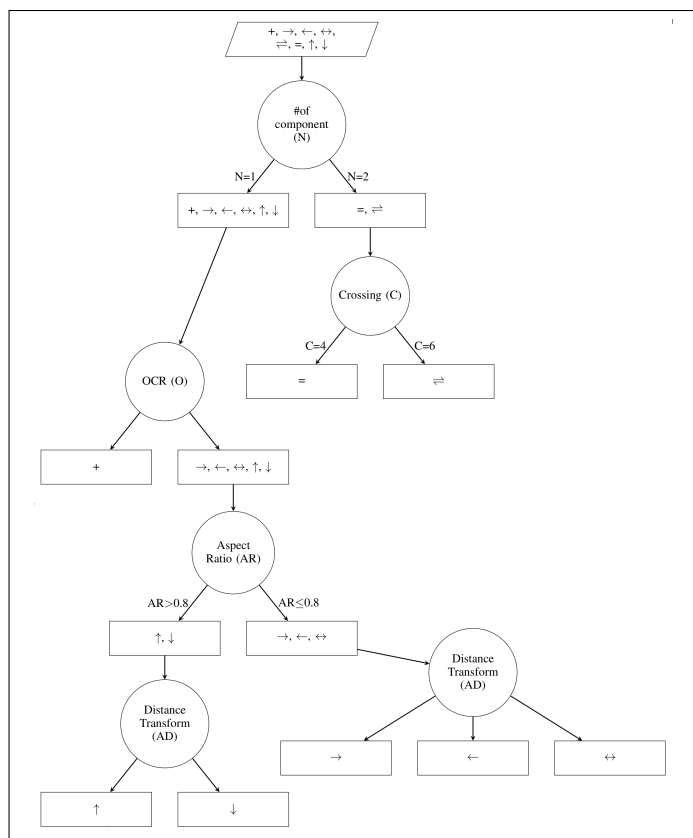 +, →, ←, ↔,
⇌, =, ↑, ↓
#of
component
(N)
N=1
N=2
+, →, ←, ↔, ↑, ↓
=, ⇌
Crossing (C)
C=4
C=6
=
⇌
OCR (O)
+
→, ←, ↔, ↑, ↓
Aspect
Ratio (AR)
AR>0.8
AR≤0.8
↑, ↓
→, ←, ↔
Distance
Transform
(AD)
→
←
↔
Distance
Transform
(AD)
↑
↓